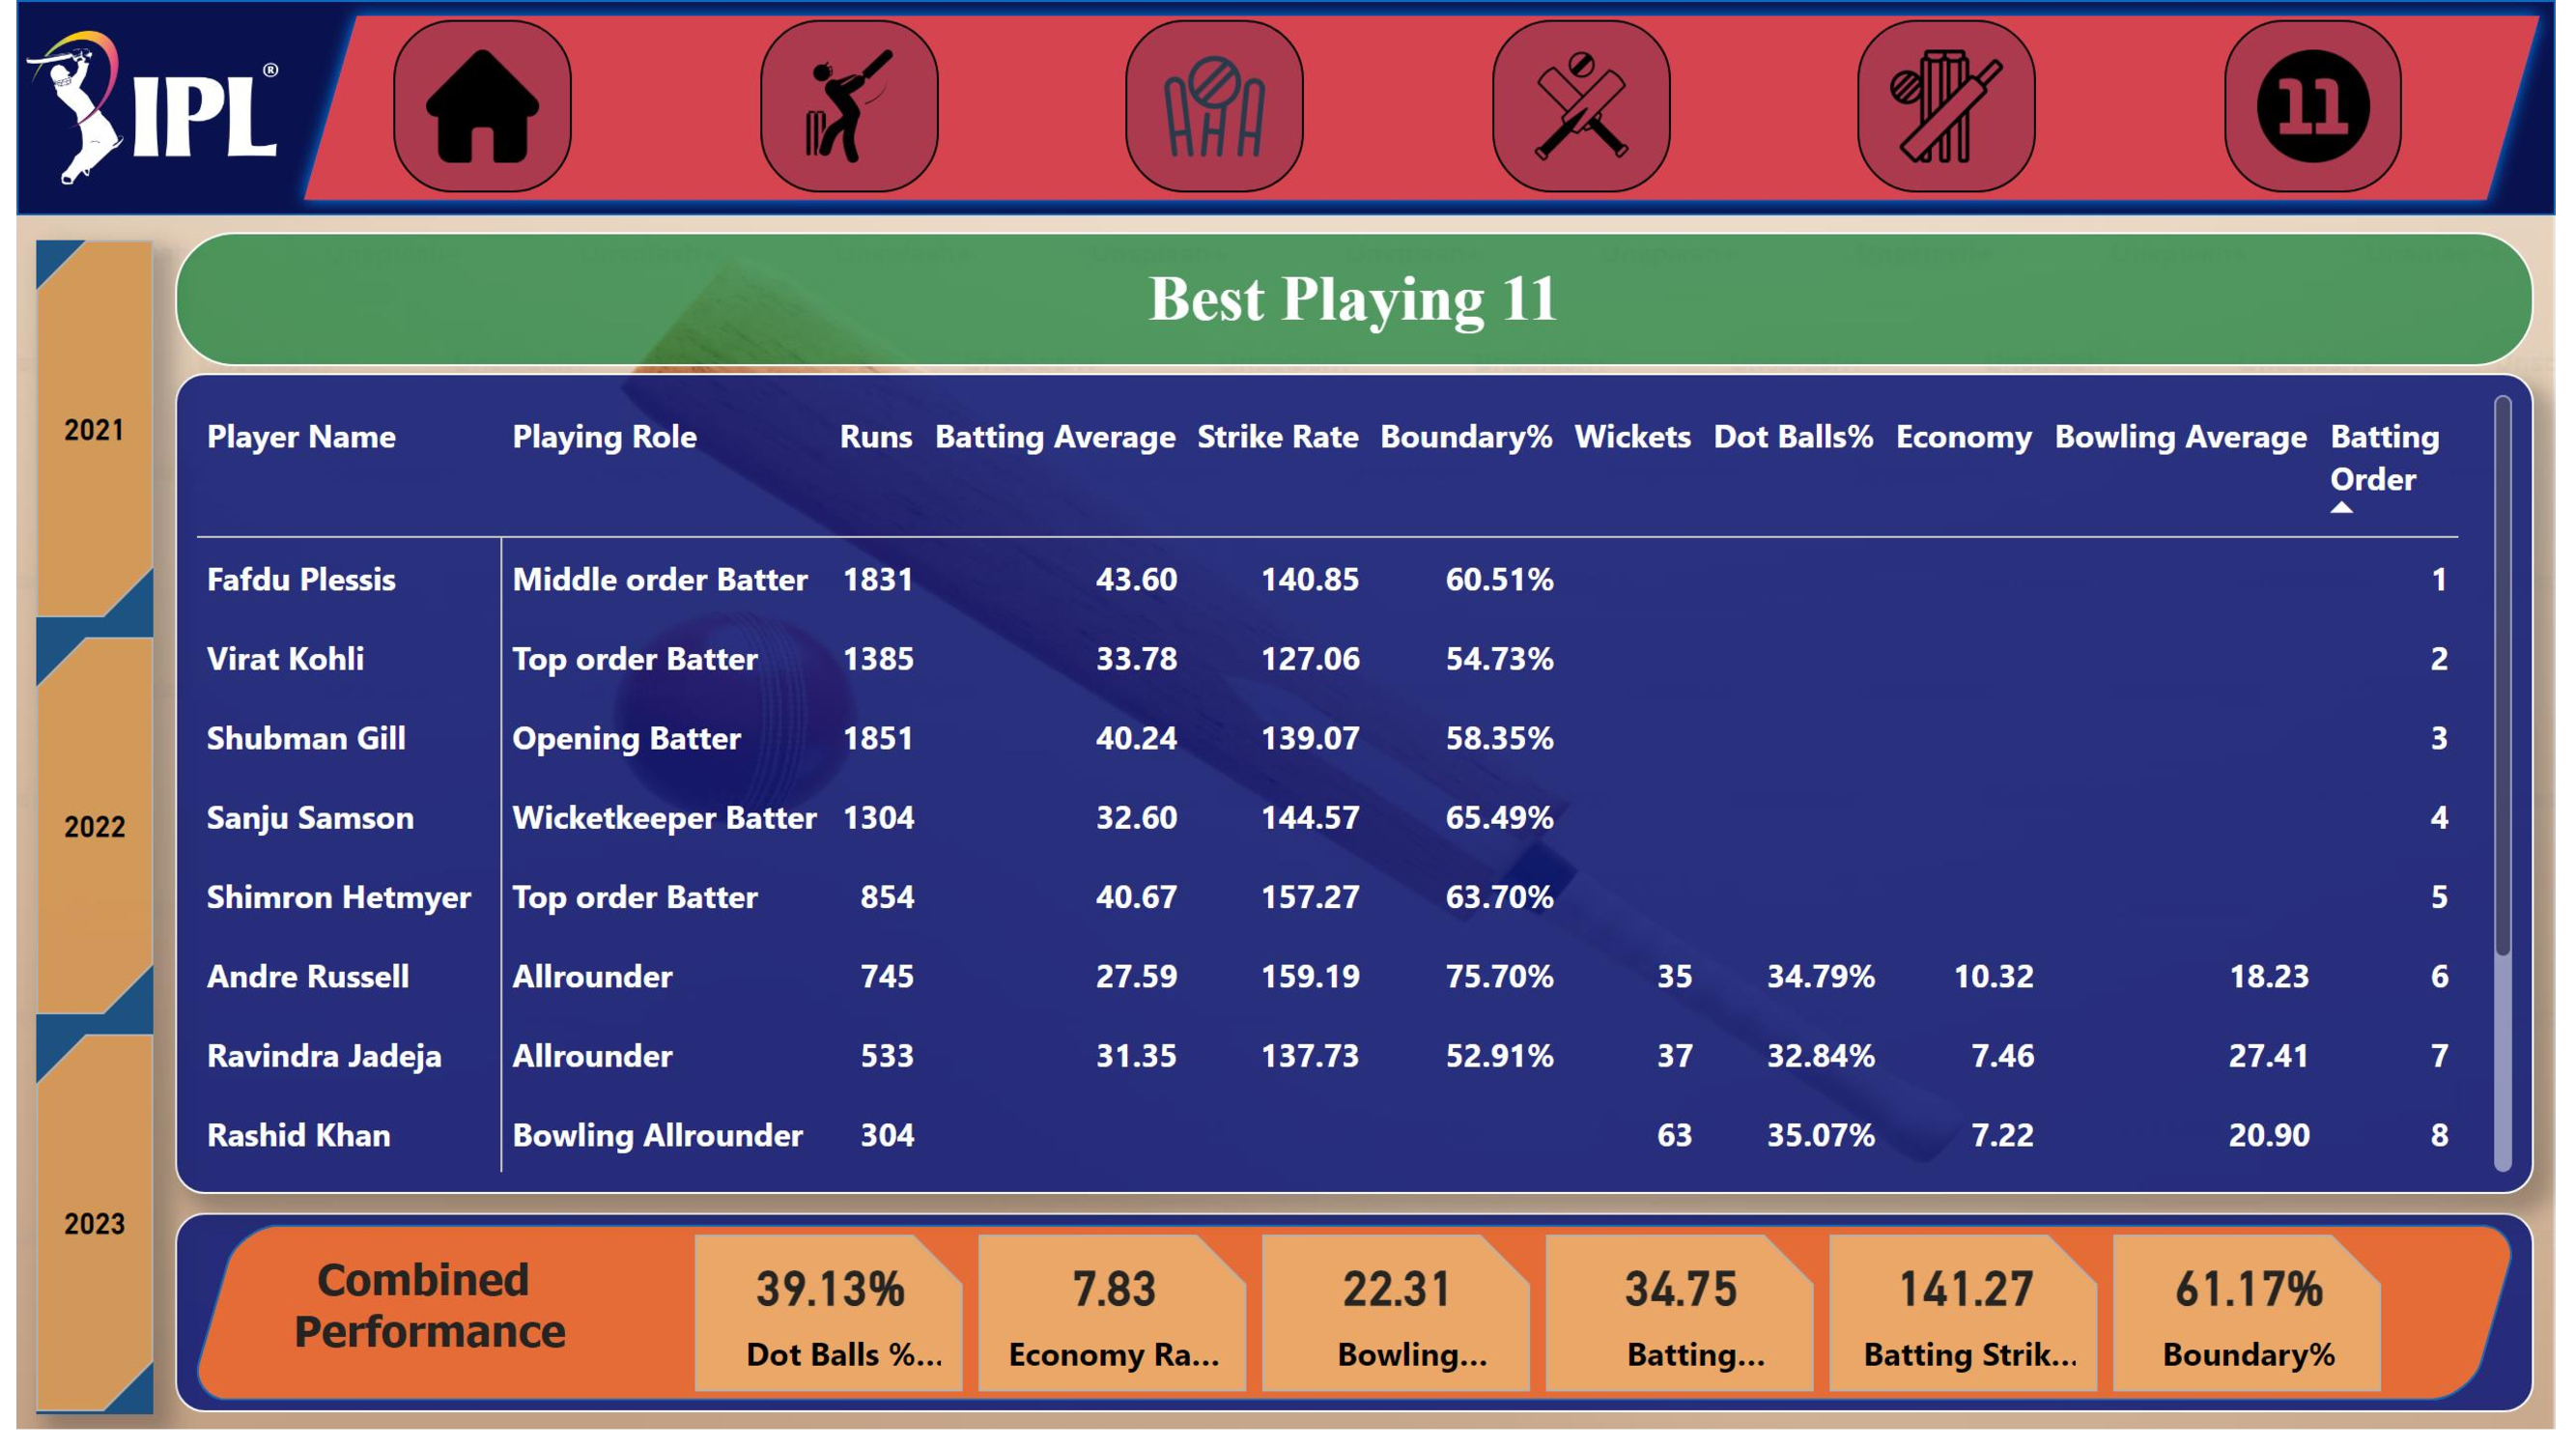 IPL®
11
Best Playing 11
2021
2022
2023
Player Name Playing Role Runs Batting Average Strike Rate Boundary% Wickets Dot Balls% Economy Bowling Average Batting Order
Fafdu Plessis Middle order Batter 1831 43.60 140.85 60.51% 1
Virat Kohli Top order Batter 1385 33.78 127.06 54.73% 2
Shubman Gill Opening Batter 1851 40.24 139.07 58.35% 3
Sanju Samson Wicketkeeper Batter 1304 32.60 144.57 65.49% 4
Shimron Hetmyer Top order Batter 854 40.67 157.27 63.70% 5
Andre Russell Allrounder 745 27.59 159.19 75.70% 35 34.79% 10.32 18.23 6
Ravindra Jadeja Allrounder 533 31.35 137.73 52.91% 37 32.84% 7.46 27.41 7
Rashid Khan Bowling Allrounder 304 63 35.07% 7.22 20.90 8
Combined
Performance
39.13% 7.83 22.31 34.75 141.27 61.17%
Dot Balls %... Economy Ra... Bowling... Batting... Batting Strik... Boundary%